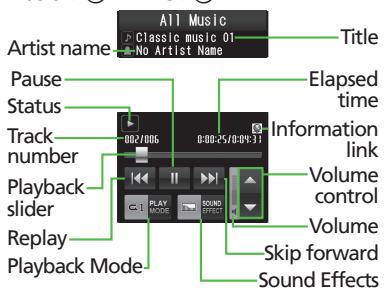 All Music
Classic music 01
No Artist Name
Title
Artist name
Pause
Elapsed
time
Status
Track
number
002/006
0:00:25/0:04:31
Information
link
Playback
slider
Volume
control
PLAY
MODE
SOUND
EFFECT
Replay
Volume
Skip forward
Playback Mode
Sound Effects